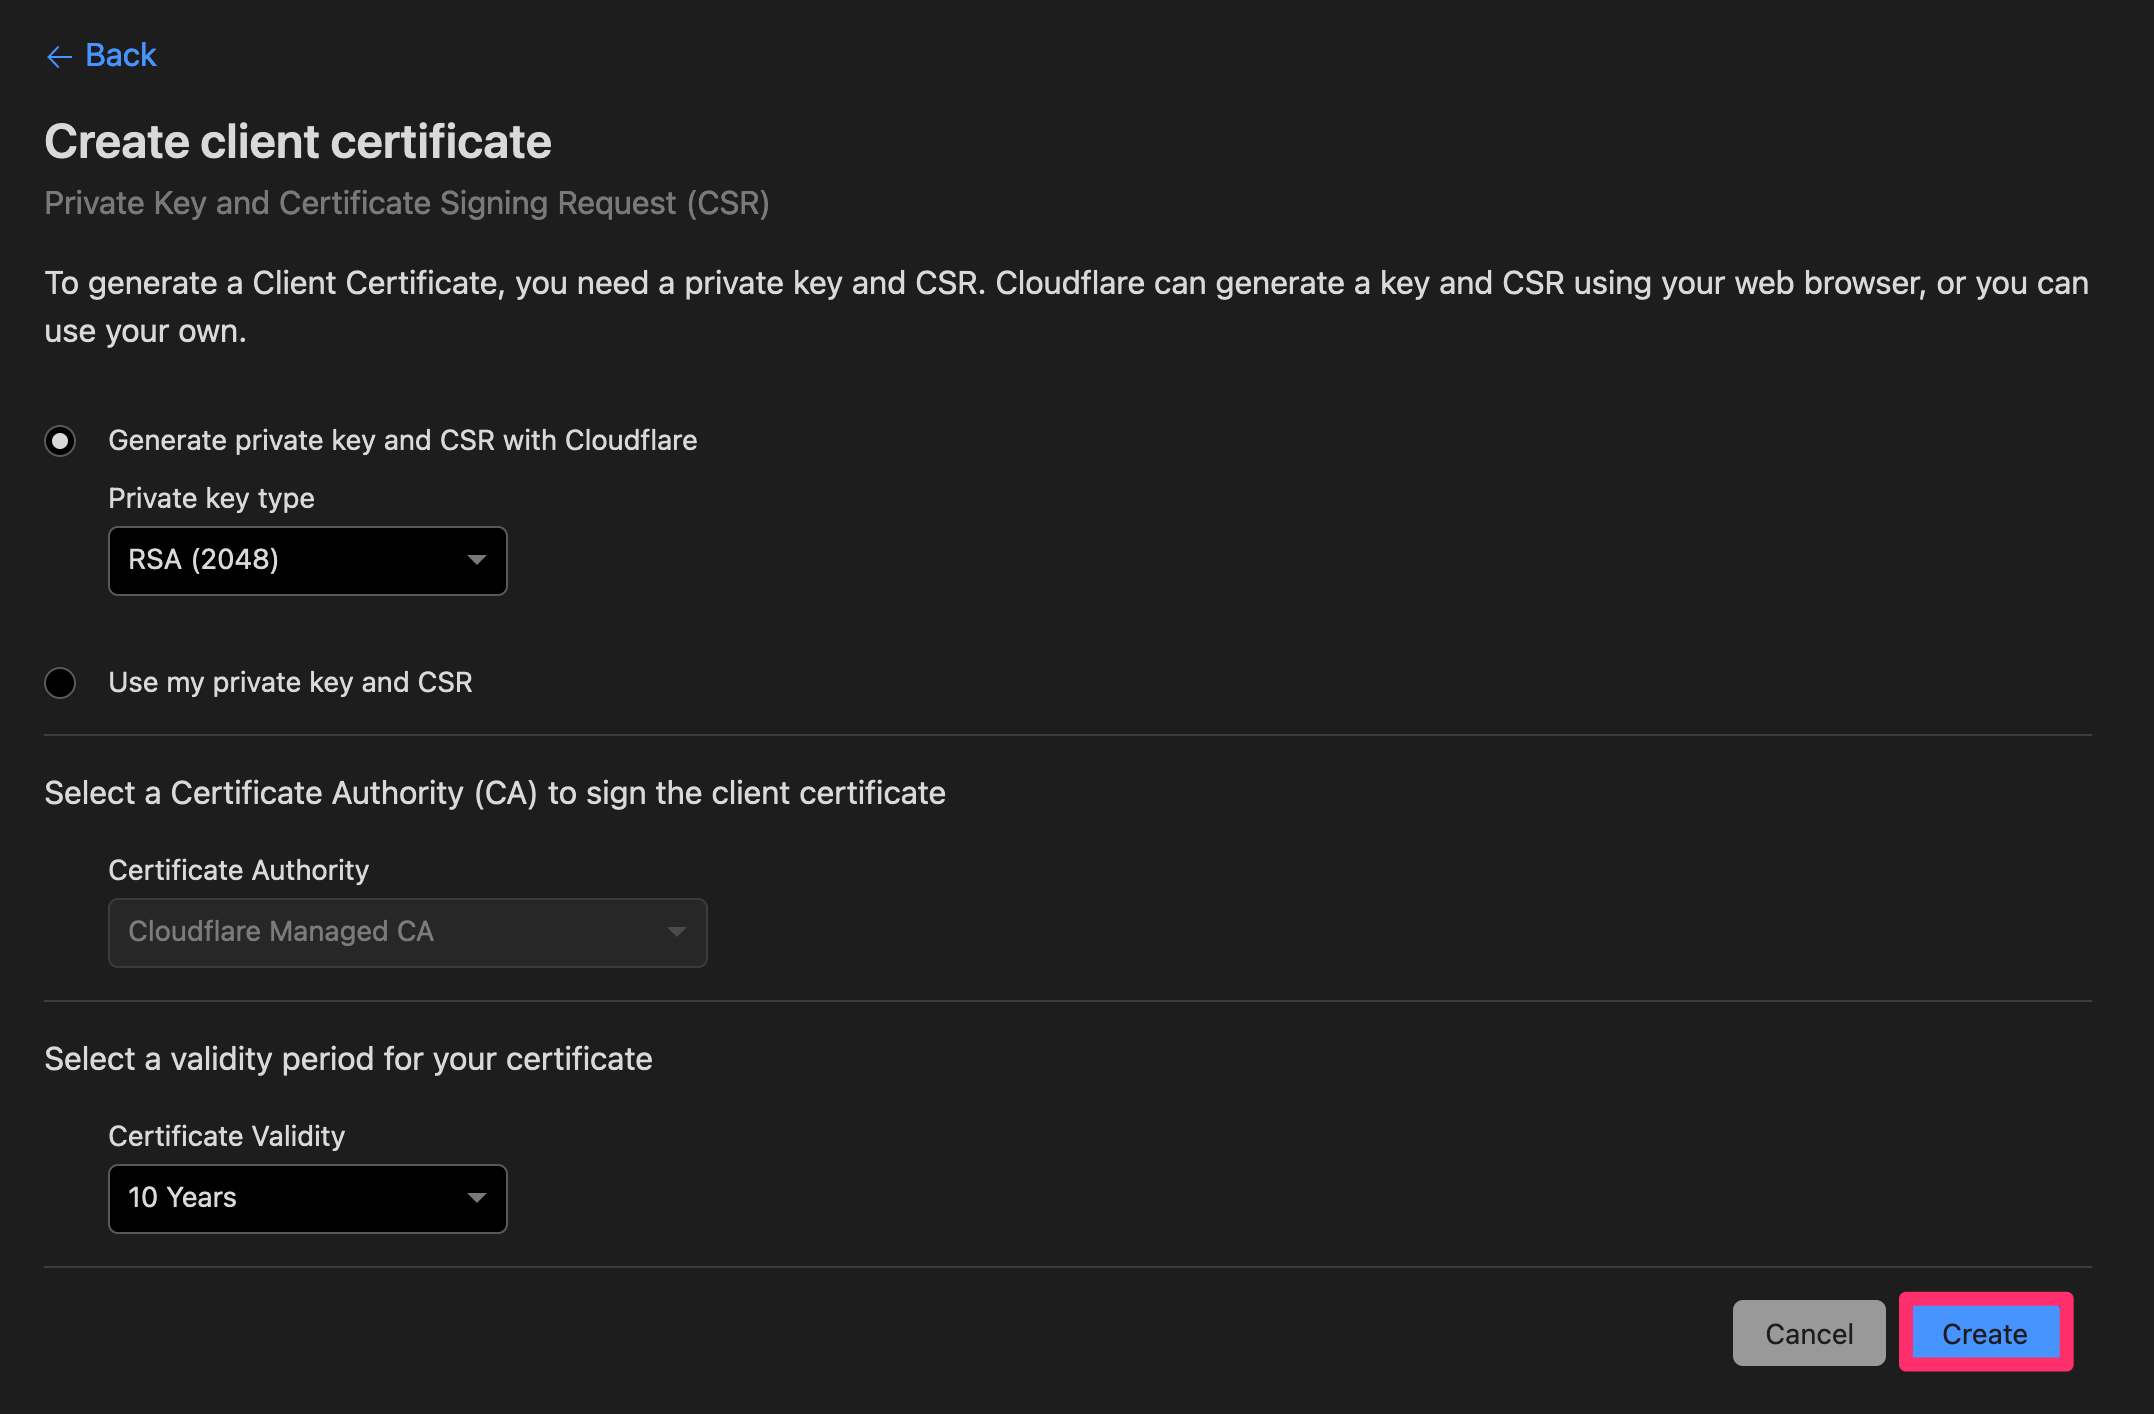 Back
Create client certificate
Private Key and Certificate Signing Request (CSR)
To generate a Client Certificate, you need a private key and CSR. Cloudflare can generate a key and CSR using your web browser, or you can
use your own.
Generate private key and CSR with Cloudflare
Private key type
RSA (2048)
Use my private key and CSR
Select a Certificate Authority (CA) to sign the client certificate
Certificate Authority
Cloudflare Managed CA
Select a validity period for your certificate
Certificate Validity
10 Years
Cancel
Create